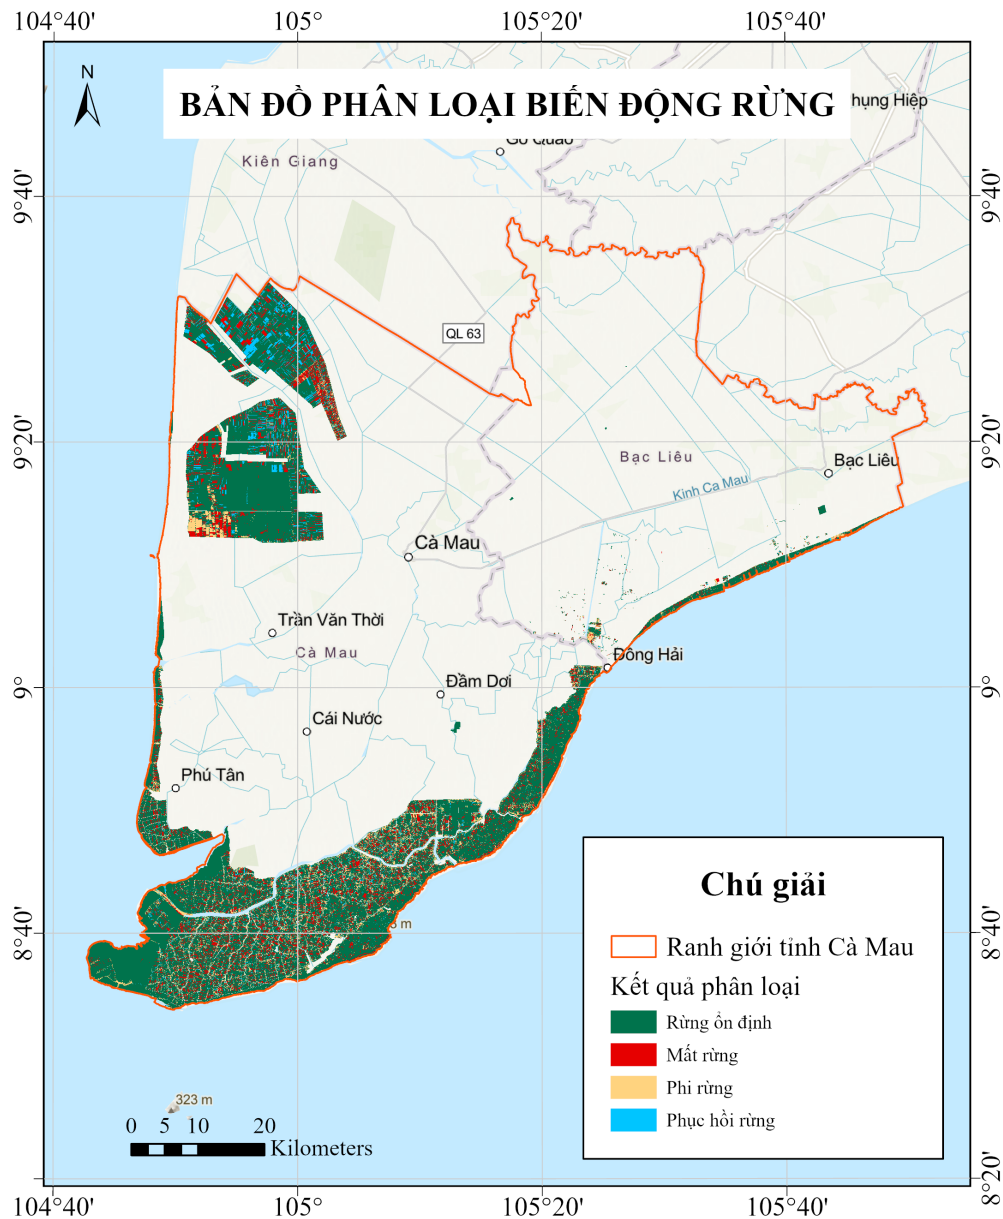 104°40'
105°
105°20'
105°40'
N
BẢN ĐỒ PHÂN LOẠI BIẾN ĐỘNG RỪNG
hụng Hiệp
Gò Quao
Kiên Giang
9°40'
9°40'
QL 63
9°20'
9°20'
Bạc Liêu
Bạc Liêu
Kinh Ca Mau
Cà Mau
Trần Văn Thời
Cà Mau
Đông Hải
9°
9°
Đầm Dơi
Cái Nước
Phú Tân
Chú giải
8°40'
8°40'
m
Ranh giới tỉnh Cà Mau
Kết quả phân loại
Rừng ổn định
Mất rừng
Phi rừng
Phục hồi rừng
323 m
0 5 10 20
Kilometers
8°20'
104°40'
105°
105°20'
105°40'